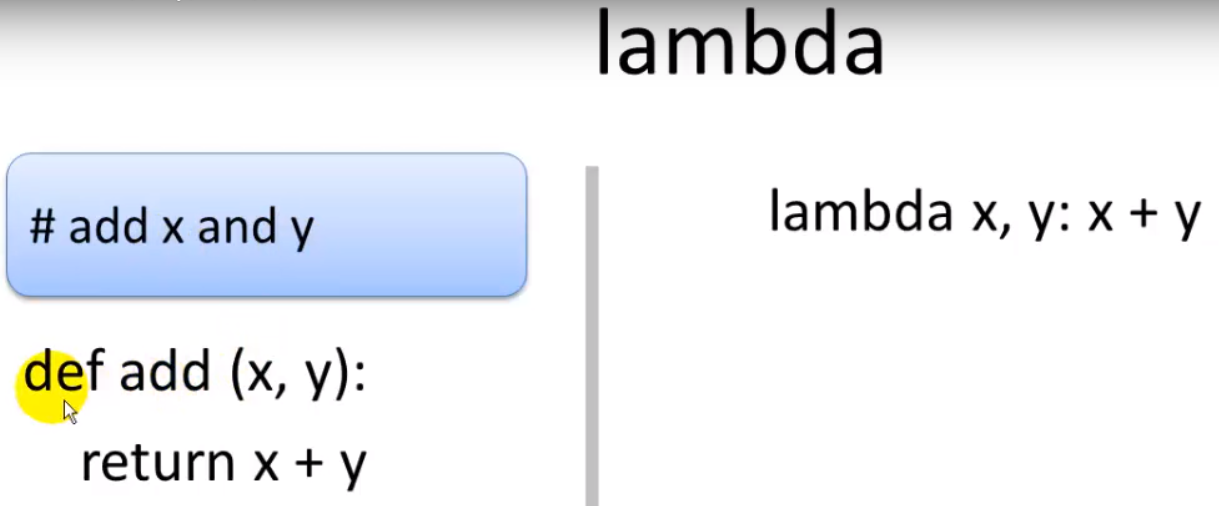 lambda
# add x and y
def add (x, y):
return x + y
lambda x, y: x + y